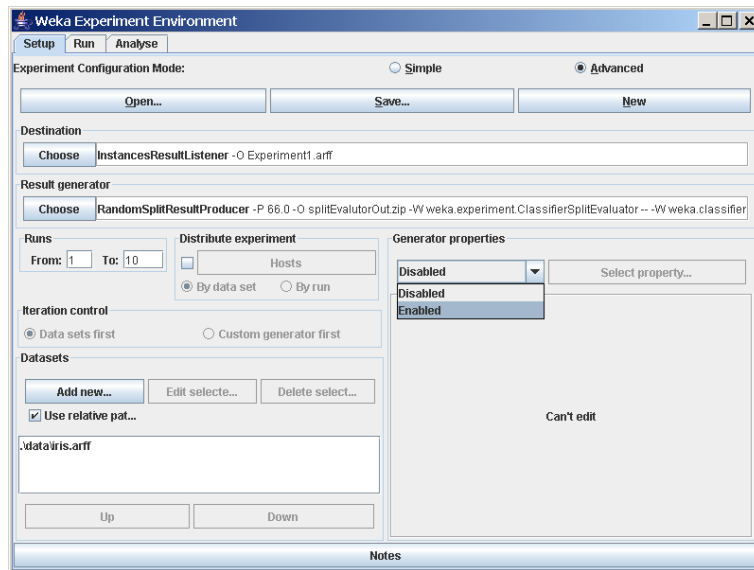 Weka Experiment Environment
Setup Run Analyse
Experiment Configuration Mode: Simple Advanced
Open... Save... New
Destination
Choose InstancesResultListener -O Experiment1.arff
Result generator
Choose RandomSplitResultProducer -P 66.0 -O splitEvalutorOut.zip -W weka.experiment.ClassifierSplitEvaluator -- -W weka.classifier
Runs Distribute experiment Generator properties
From: 1 To: 10 Hosts Disabled Select property...
By data set By run Disabled
Enabled
Iteration control
Data sets first Custom generator first
Datasets
Add new... Edit selecte... Delete select...
Use relative pat... Can't edit
.\data\iris.arff
Up Down
Notes